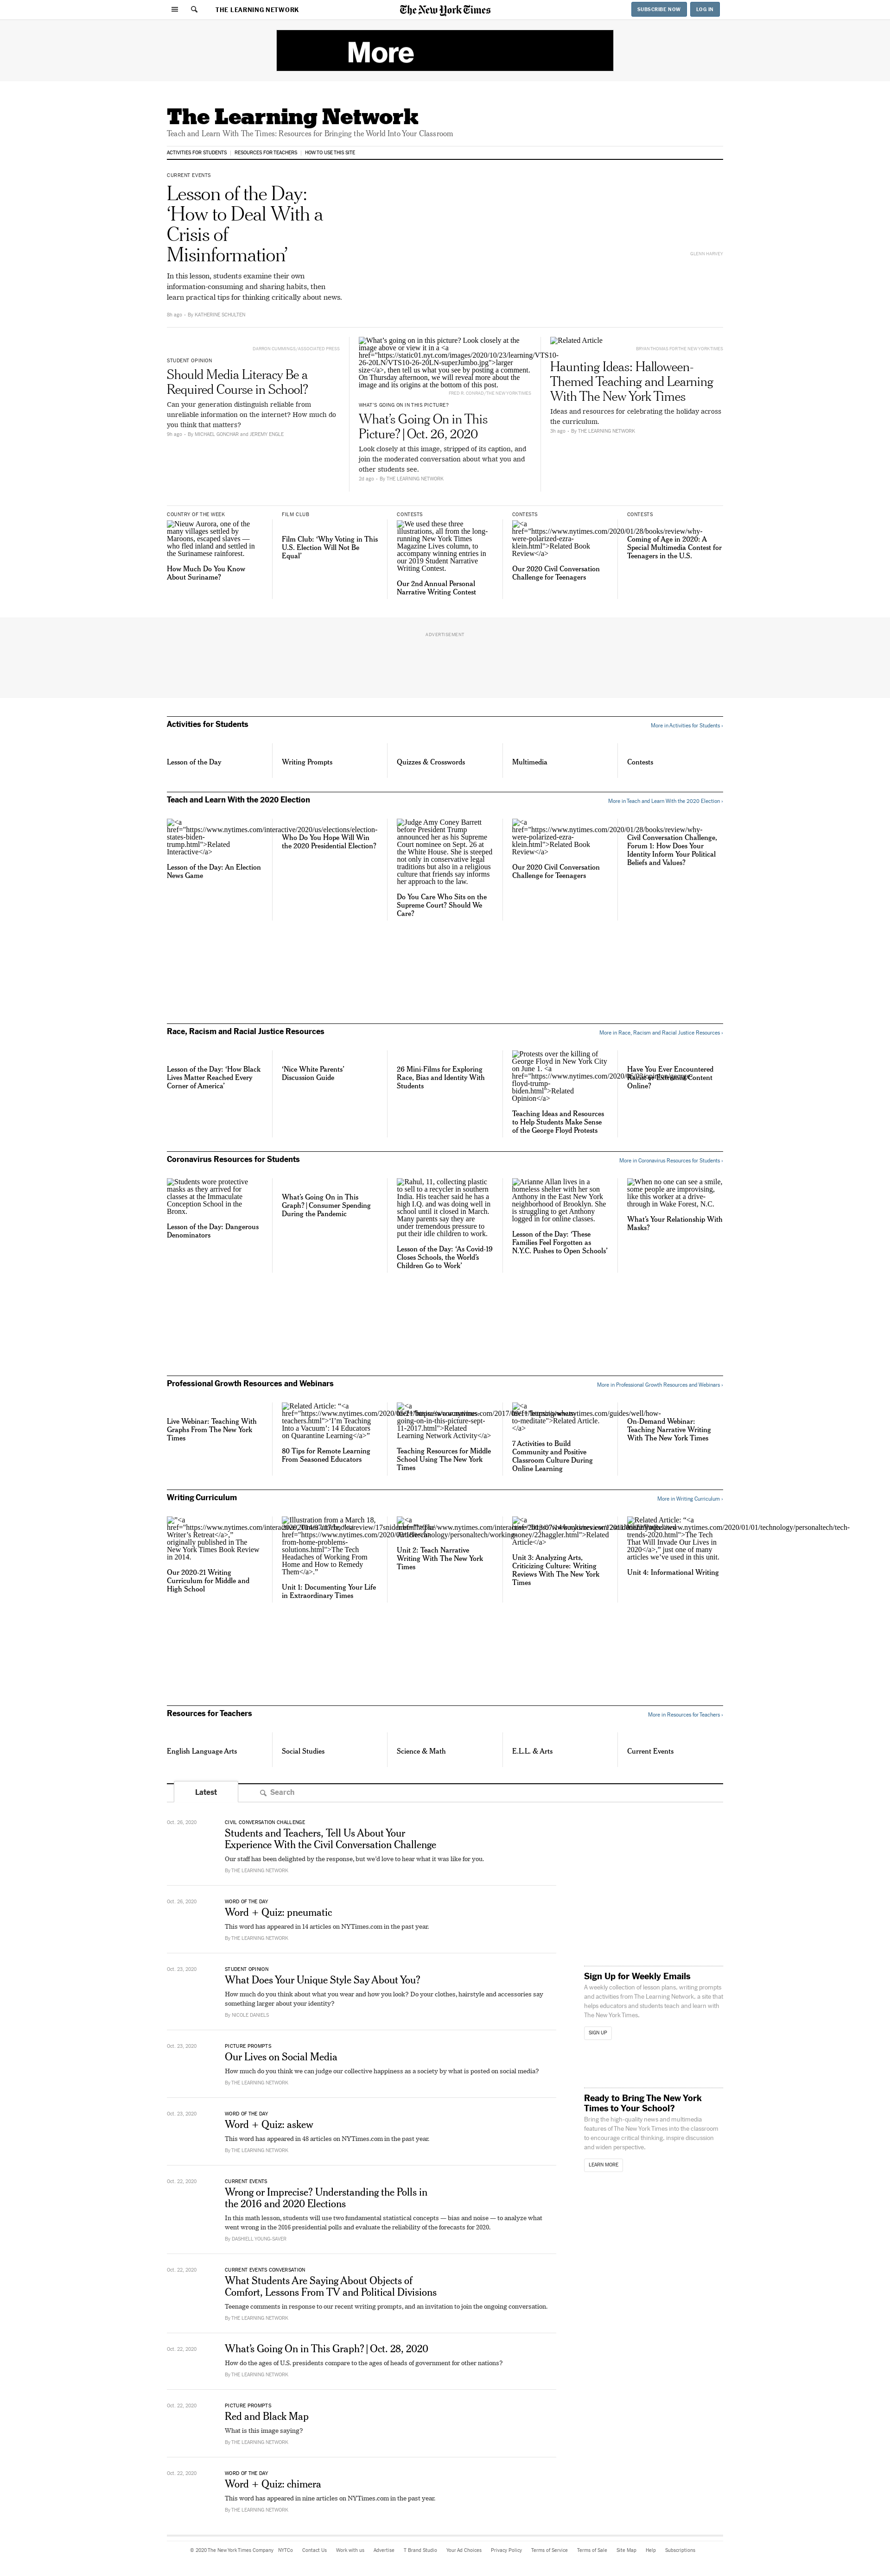 THE LEARNING NETWORK
The New York Times
SUBSCRIBE NOW
LOG IN
More
The Learning Network
Teach and Learn With The Times: Resources for Bringing the World Into Your Classroom
ACTIVITIES FOR STUDENTS | RESOURCES FOR TEACHERS | HOW TO USE THIS SITE
CURRENT EVENTS
Lesson of the Day:
‘How to Deal With a
Crisis of
Misinformation’
In this lesson, students examine their own
information-consuming and sharing habits, then
learn practical tips for thinking critically about news.
8h ago • By KATHERINE SCHULTEN
GLENN HARVEY
DARRON CUMMINGS/ASSOCIATED PRESS
STUDENT OPINION
Should Media Literacy Be a
Required Course in School?
Can your generation distinguish reliable from
unreliable information on the internet? How much do
you think that matters?
9h ago • By MICHAEL GONCHAR and JEREMY ENGLE
What’s going on in this picture? Look closely at the
image above or view it in a <a
href="https://static01.nyt.com/images/2020/10/23/learning/VTS10-
26-20LN/VTS10-26-20LN-superJumbo.jpg">larger
size</a>, then tell us what you see by posting a comment.
On Thursday afternoon, we will reveal more about the
image and its origins at the bottom of this post.
FRED R. CONRAD/THE NEW YORK TIMES
WHAT'S GOING ON IN THIS PICTURE?
What’s Going On in This
Picture? | Oct. 26, 2020
Look closely at this image, stripped of its caption, and
join the moderated conversation about what you and
other students see.
2d ago • By THE LEARNING NETWORK
Related Article
BRYAN THOMAS FOR THE NEW YORK TIMES
Haunting Ideas: Halloween-
Themed Teaching and Learning
With The New York Times
Ideas and resources for celebrating the holiday across
the curriculum.
3h ago • By THE LEARNING NETWORK
COUNTRY OF THE WEEK
Nieuw Aurora, one of the
many villages settled by
Maroons, escaped slaves —
who fled inland and settled in
the Surinamese rainforest.
How Much Do You Know
About Suriname?
FILM CLUB
Film Club: ‘Why Voting in This
U.S. Election Will Not Be
Equal’
CONTESTS
We used these three
illustrations, all from the long-
running New York Times
Magazine Lives column, to
accompany winning entries in
our 2019 Student Narrative
Writing Contest.
Our 2nd Annual Personal
Narrative Writing Contest
CONTESTS
<a
href="https://www.nytimes.com/2020/01/28/books/review/why-
were-polarized-ezra-
klein.html">Related Book
Review</a>
Our 2020 Civil Conversation
Challenge for Teenagers
CONTESTS
Coming of Age in 2020: A
Special Multimedia Contest for
Teenagers in the U.S.
ADVERTISEMENT
Activities for Students
More in Activities for Students ›
Lesson of the Day
Writing Prompts
Quizzes & Crosswords
Multimedia
Contests
Teach and Learn With the 2020 Election
More in Teach and Learn With the 2020 Election ›
<a
href="https://www.nytimes.com/interactive/2020/us/elections/election-
states-biden-
trump.html">Related
Interactive</a>
Lesson of the Day: An Election
News Game
Who Do You Hope Will Win
the 2020 Presidential Election?
Judge Amy Coney Barrett
before President Trump
announced her as his Supreme
Court nominee on Sept. 26 at
the White House. She is steeped
not only in conservative legal
traditions but also in a religious
culture that friends say informs
her approach to the law.
Do You Care Who Sits on the
Supreme Court? Should We
Care?
<a
href="https://www.nytimes.com/2020/01/28/books/review/why-
were-polarized-ezra-
klein.html">Related Book
Review</a>
Our 2020 Civil Conversation
Challenge for Teenagers
Civil Conversation Challenge,
Forum 1: How Does Your
Identity Inform Your Political
Beliefs and Values?
Race, Racism and Racial Justice Resources
More in Race, Racism and Racial Justice Resources ›
Lesson of the Day: ‘How Black
Lives Matter Reached Every
Corner of America’
‘Nice White Parents’
Discussion Guide
26 Mini-Films for Exploring
Race, Bias and Identity With
Students
Protests over the killing of
George Floyd in New York City
on June 1. <a
floyd-trump-
biden.html">Related
Opinion</a>
Teaching Ideas and Resources
to Help Students Make Sense
of the George Floyd Protests
Have You Ever Encountered
Racist or Extremist Content
Online?
Coronavirus Resources for Students
More in Coronavirus Resources for Students ›
Students wore protective
masks as they arrived for
classes at the Immaculate
Conception School in the
Bronx.
Lesson of the Day: Dangerous
Denominators
What’s Going On in This
Graph? | Consumer Spending
During the Pandemic
Rahul, 11, collecting plastic
to sell to a recycler in southern
India. His teacher said he has a
high I.Q. and was doing well in
school until it closed in March.
Many parents say they are
under tremendous pressure to
put their idle children to work.
Lesson of the Day: ‘As Covid-19
Closes Schools, the World’s
Children Go to Work’
Arianne Allan lives in a
homeless shelter with her son
Anthony in the East New York
neighborhood of Brooklyn. She
is struggling to get Anthony
logged in for online classes.
Lesson of the Day: ‘These
Families Feel Forgotten as
N.Y.C. Pushes to Open Schools’
When no one can see a smile,
some people are improvising,
like this worker at a drive-
through in Wake Forest, N.C.
What’s Your Relationship With
Masks?
Professional Growth Resources and Webinars
More in Professional Growth Resources and Webinars ›
Live Webinar: Teaching With
Graphs From The New York
Times
Related Article: “<a
teachers.html">‘I’m Teaching
Into a Vacuum’: 14 Educators
on Quarantine Learning</a>”
80 Tips for Remote Learning
From Seasoned Educators
<a
going-on-in-this-picture-sept-
11-2017.html">Related
Learning Network Activity</a>
Teaching Resources for Middle
School Using The New York
Times
<a
to-meditate">Related Article.
</a>
7 Activities to Build
Community and Positive
Classroom Culture During
Online Learning
On-Demand Webinar:
Teaching Narrative Writing
With The New York Times
Writing Curriculum
More in Writing Curriculum ›
“<a
Writer’s Retreat</a>,”
originally published in The
New York Times Book Review
in 2014.
Our 2020-21 Writing
Curriculum for Middle and
High School
Illustration from a March 18,
from-home-problems-
solutions.html">The Tech
Headaches of Working From
Home and How to Remedy
Them</a>.”
Unit 1: Documenting Your Life
in Extraordinary Times
<a
Unit 2: Teach Narrative
Writing With The New York
Times
<a
Article</a>
Unit 3: Analyzing Arts,
Criticizing Culture: Writing
Reviews With The New York
Times
Related Article: “<a
trends-2020.html">The Tech
That Will Invade Our Lives in
2020</a>,” just one of many
articles we’ve used in this unit.
Unit 4: Informational Writing
Resources for Teachers
More in Resources for Teachers ›
English Language Arts
Social Studies
Science & Math
E.L.L. & Arts
Current Events
Latest
Search
Oct. 26, 2020
CIVIL CONVERSATION CHALLENGE
Students and Teachers, Tell Us About Your
Experience With the Civil Conversation Challenge
Our staff has been delighted by the response, but we’d love to hear what it was like for you.
By THE LEARNING NETWORK
Oct. 26, 2020
WORD OF THE DAY
Word + Quiz: pneumatic
This word has appeared in 14 articles on NYTimes.com in the past year.
By THE LEARNING NETWORK
Oct. 23, 2020
STUDENT OPINION
What Does Your Unique Style Say About You?
How much do you think about what you wear and how you look? Do your clothes, hairstyle and accessories say
something larger about your identity?
By NICOLE DANIELS
Oct. 23, 2020
PICTURE PROMPTS
Our Lives on Social Media
How much do you think we can judge our collective happiness as a society by what is posted on social media?
By THE LEARNING NETWORK
Oct. 23, 2020
WORD OF THE DAY
Word + Quiz: askew
This word has appeared in 48 articles on NYTimes.com in the past year.
By THE LEARNING NETWORK
Oct. 22, 2020
CURRENT EVENTS
Wrong or Imprecise? Understanding the Polls in
the 2016 and 2020 Elections
In this math lesson, students will use two fundamental statistical concepts — bias and noise — to analyze what
went wrong in the 2016 presidential polls and evaluate the reliability of the forecasts for 2020.
By DASHIELL YOUNG-SAVER
Oct. 22, 2020
CURRENT EVENTS CONVERSATION
What Students Are Saying About Objects of
Comfort, Lessons From TV and Political Divisions
Teenage comments in response to our recent writing prompts, and an invitation to join the ongoing conversation.
By THE LEARNING NETWORK
Oct. 22, 2020
What’s Going On in This Graph? | Oct. 28, 2020
How do the ages of U.S. presidents compare to the ages of heads of government for other nations?
By THE LEARNING NETWORK
Oct. 22, 2020
PICTURE PROMPTS
Red and Black Map
What is this image saying?
By THE LEARNING NETWORK
Oct. 22, 2020
WORD OF THE DAY
Word + Quiz: chimera
This word has appeared in nine articles on NYTimes.com in the past year.
By THE LEARNING NETWORK
Sign Up for Weekly Emails
A weekly collection of lesson plans, writing prompts
and activities from The Learning Network, a site that
helps educators and students teach and learn with
The New York Times.
SIGN UP
Ready to Bring The New York
Times to Your School?
Bring the high-quality news and multimedia
features of The New York Times into the classroom
to encourage critical thinking, inspire discussion
and widen perspective.
LEARN MORE
© 2020 The New York Times Company NYTCo Contact Us Work with us Advertise T Brand Studio Your Ad Choices Privacy Policy Terms of Service Terms of Sale Site Map Help Subscriptions